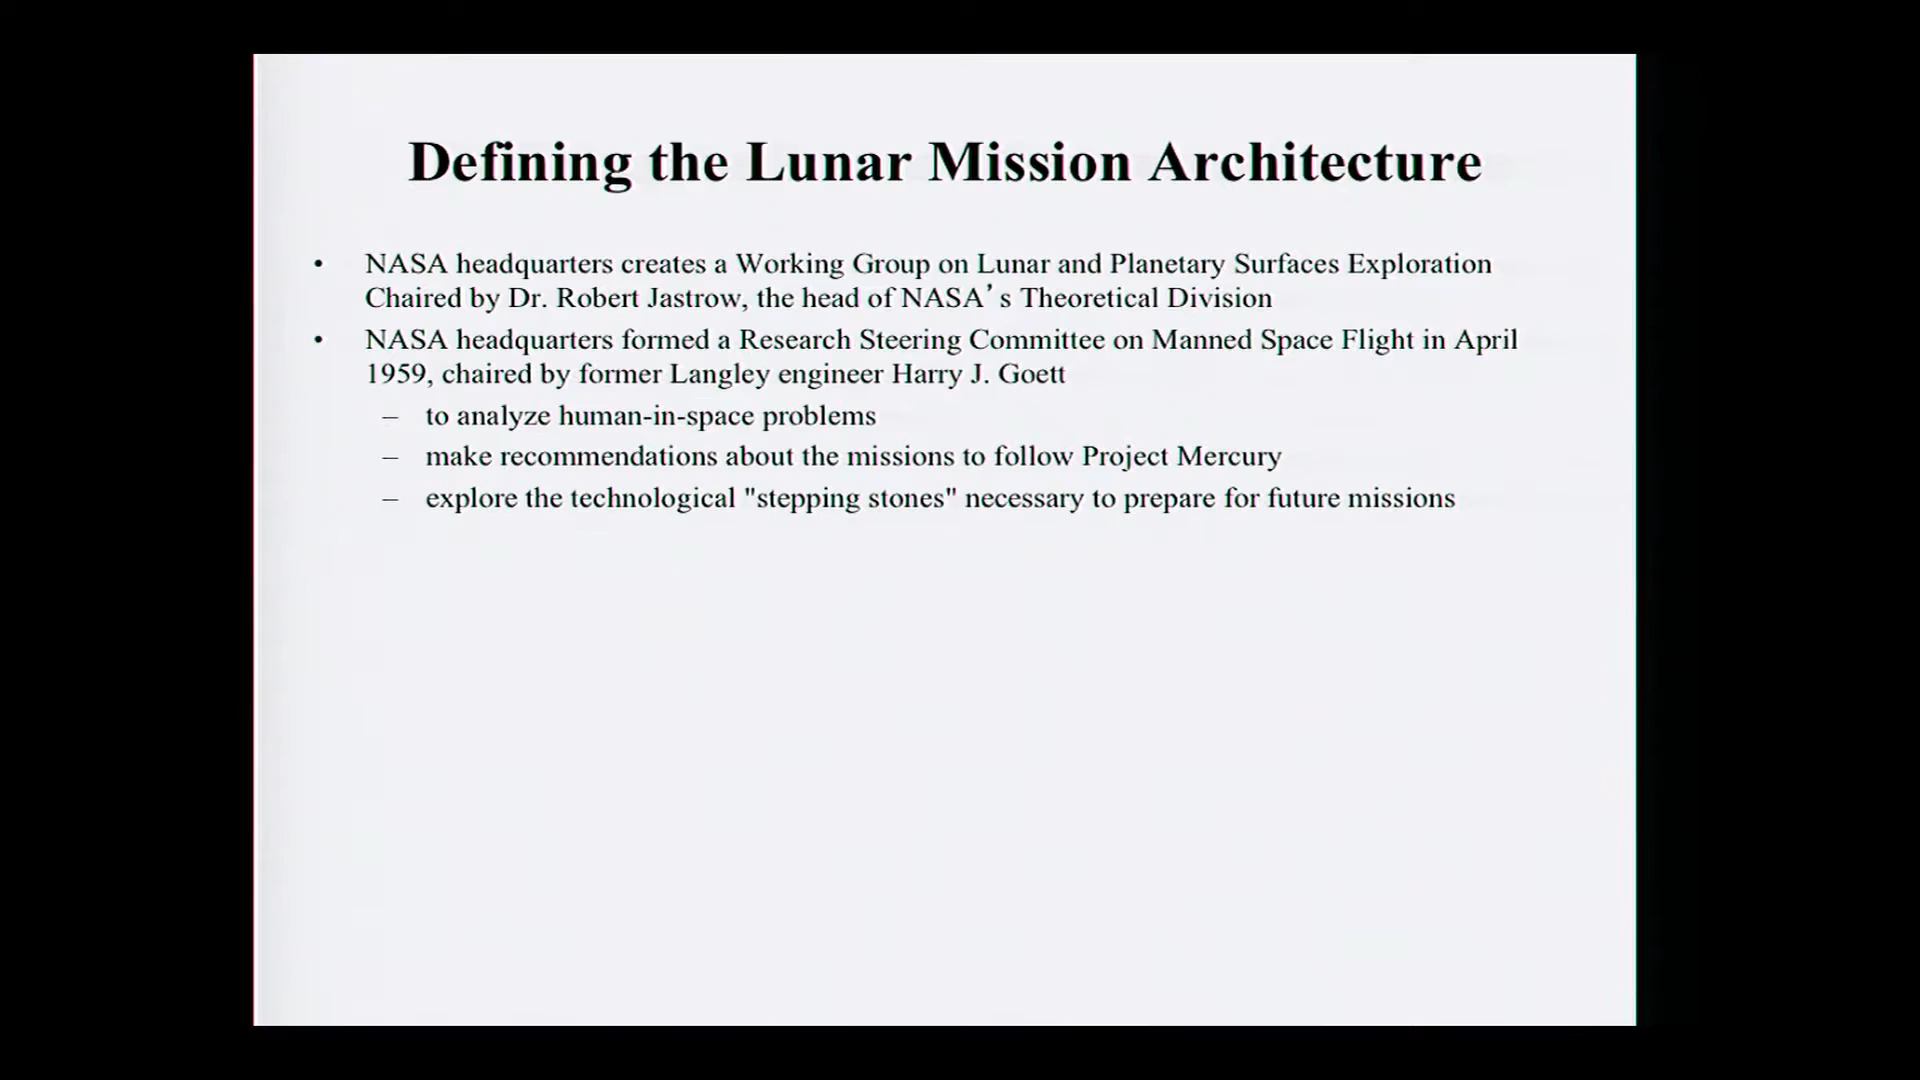 Defining the Lunar Mission Architecture
• NASA headquarters creates a Working Group on Lunar and Planetary Surfaces Exploration
Chaired by Dr. Robert Jastrow, the head of NASA’s Theoretical Division
• NASA headquarters formed a Research Steering Committee on Manned Space Flight in April
1959, chaired by former Langley engineer Harry J. Goett
– to analyze human-in-space problems
– make recommendations about the missions to follow Project Mercury
– explore the technological "stepping stones" necessary to prepare for future missions